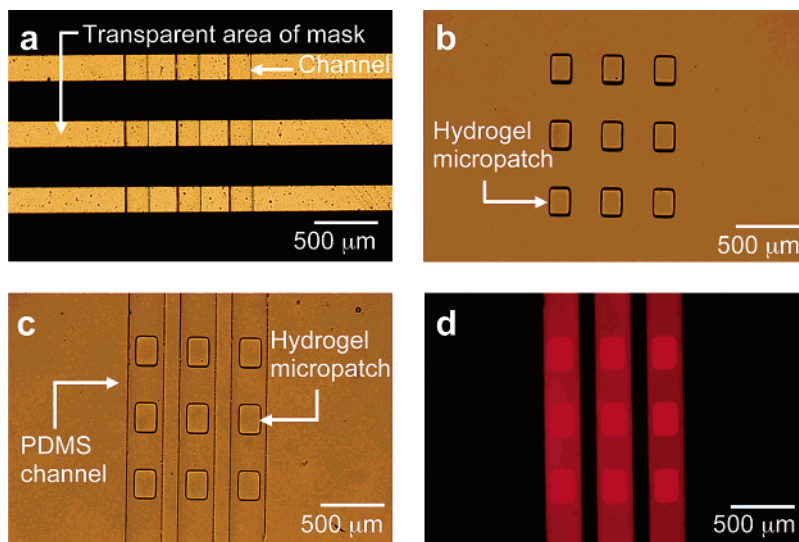 a
Transparent area of mask
Channel
500 μm
b
Hydrogel
micropatch
500 μm
c
Hydrogel
micropatch
PDMS
channel
500 μm
d
500 μm